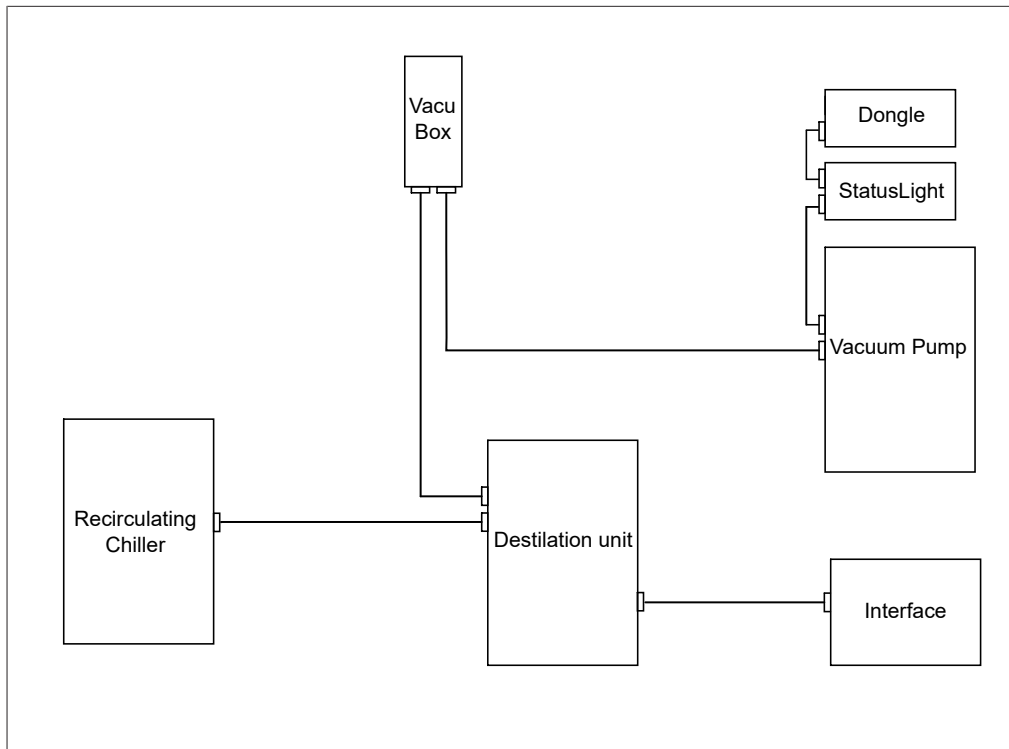 Vacu
Box
Dongle
StatusLight
Vacuum Pump
Recirculating
Chiller
Destilation unit
Interface